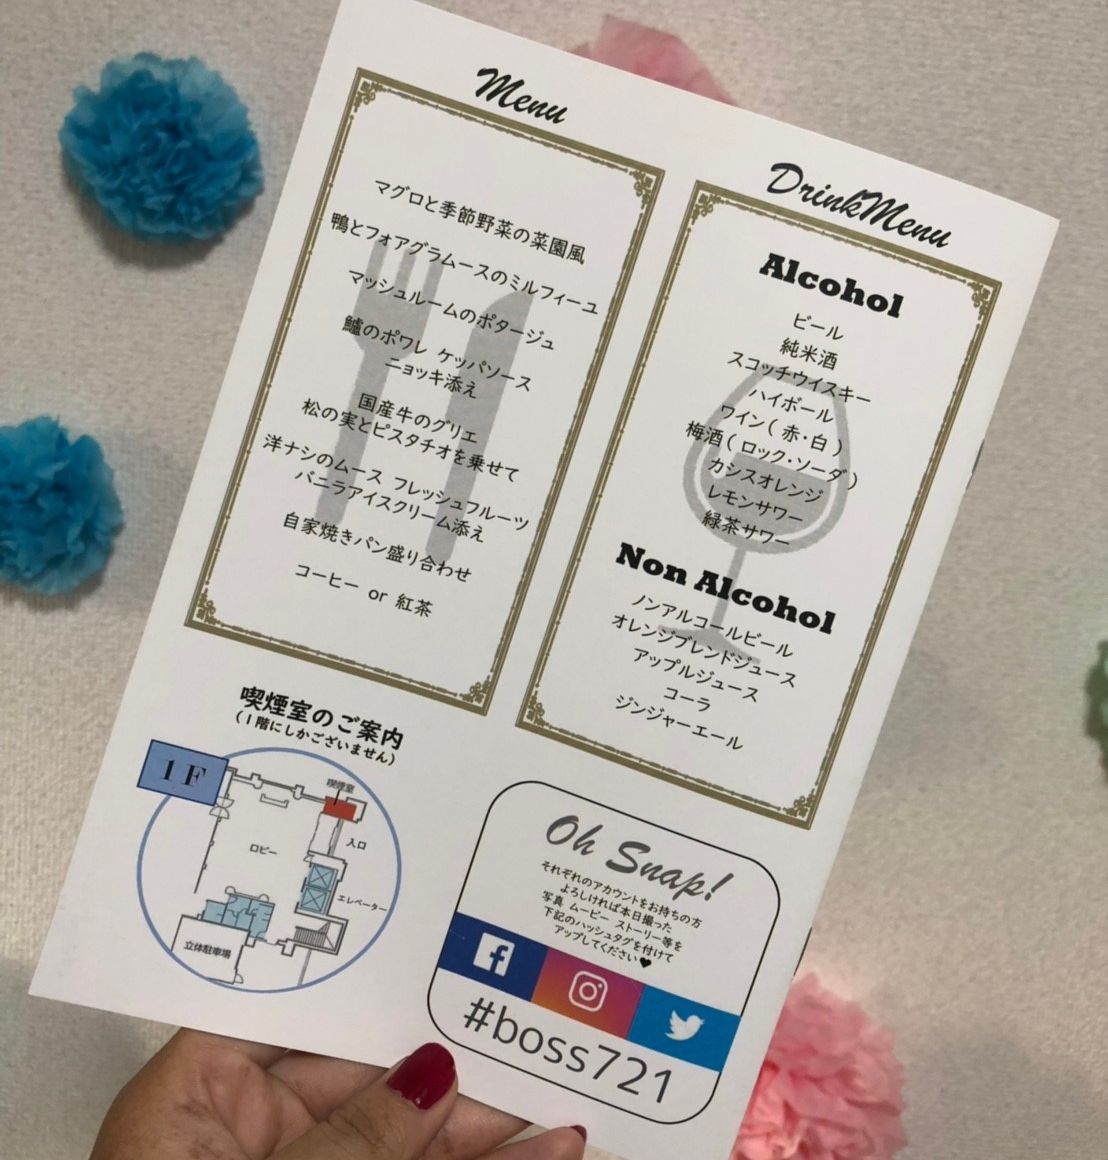 Menu
マグロと季節野菜の菜園風
鴨とフォアグラムースのミルフィーユ
マッシュルームのポタージュ
鱸のポワレ ケッパソース
ニョッキ添え
国産牛のグリエ
松の実とピスタチオを乗せて
洋ナシのムース フレッシュフルーツ
バニラアイスクリーム添え
自家焼きパン盛り合わせ
コーヒー or 紅茶
DrinkMenu
Alcohol
ビール
純米酒
スコッチウイスキー
ハイボール
ワイン(赤・白)
梅酒(ロック・ソーダ)
カシスオレンジ
レモンサワー
緑茶サワー
Non Alcohol
ノンアルコールビール
オレンジブレンドジュース
アップルジュース
コーラ
ジンジャーエール
喫煙室のご案内
(1階にしかございません)
1F
喫煙室
ロビー
入口
エレベーター
立体駐車場
Oh Snap!
それぞれのアカウントをお持ちの方
よろしければ本日撮った
写真 ムービー ストーリー等を
下記のハッシュタグを付けて
アップしてください♥
#boss721